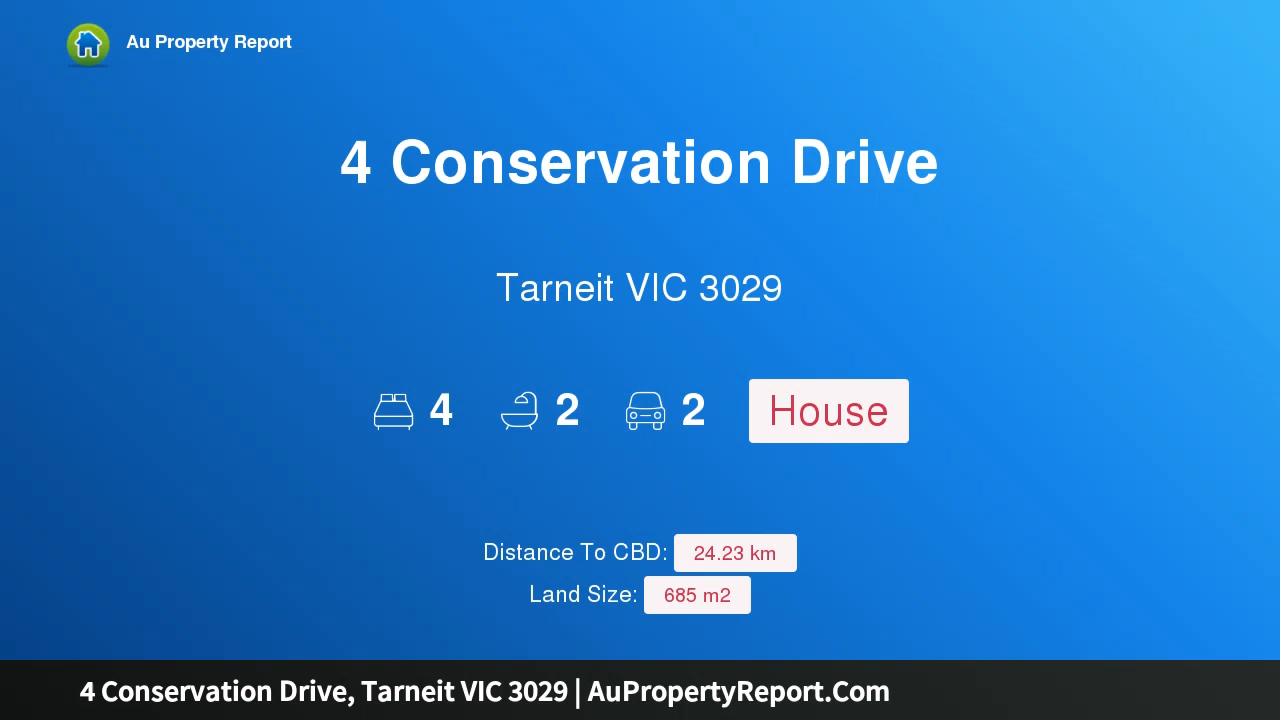 Au Property Report
4 Conservation Drive
Tarneit VIC 3029
4 2 2 House
Distance To CBD: 24.23 km
Land Size: 685 m2
4 Conservation Drive, Tarneit VIC 3029 | AuPropertyReport.Com